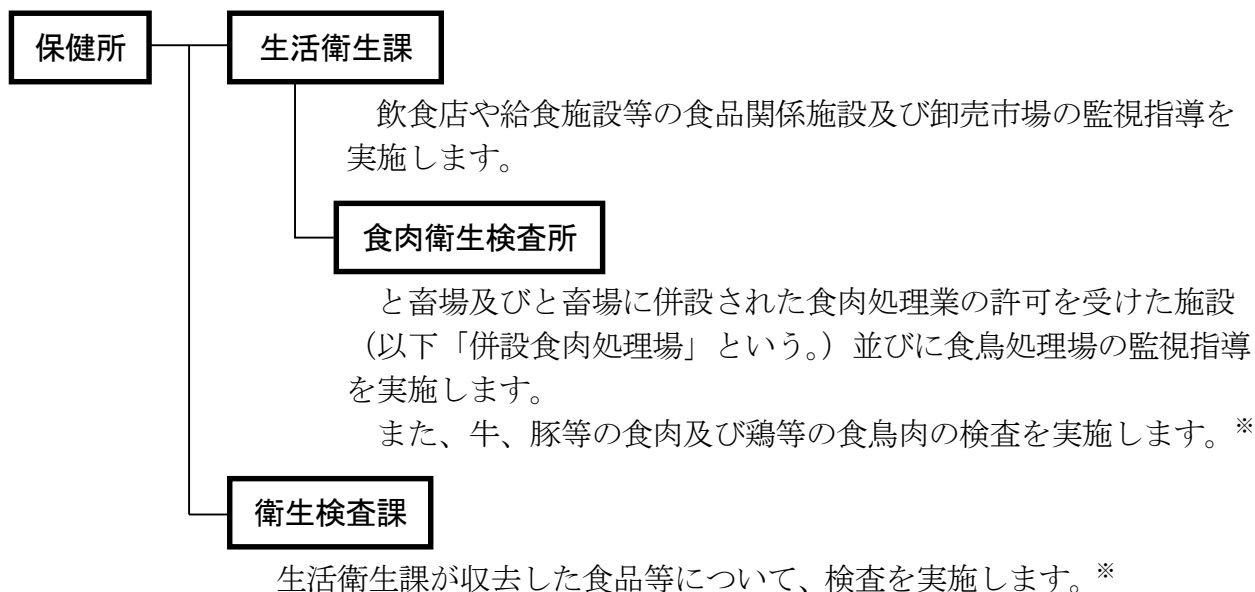 保健所
生活衛生課
飲食店や給食施設等の食品関係施設及び卸売市場の監視指導を
実施します。
食肉衛生検査所
と畜場及びと畜場に併設された食肉処理業の許可を受けた施設
（以下「併設食肉処理場」という。）並びに食鳥処理場の監視指導
を実施します。
また、牛、豚等の食肉及び鶏等の食鳥肉の検査を実施します。※
衛生検査課
生活衛生課が収去した食品等について、検査を実施します。※